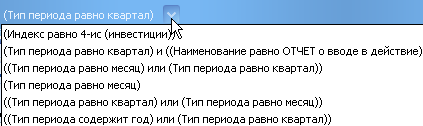 (Тип периода равно квартал)
(Индекс равно 4-ис (инвестиции))
(Тип периода равно квартал) и ((Наименование равно ОТЧЕТ о вводе в действие)
((Тип периода равно месяц) или (Тип периода равно квартал))
(Тип периода равно месяц)
((Тип периода равно квартал) или (Тип периода равно месяц))
((Тип периода содержит год) или (Тип периода равно квартал))